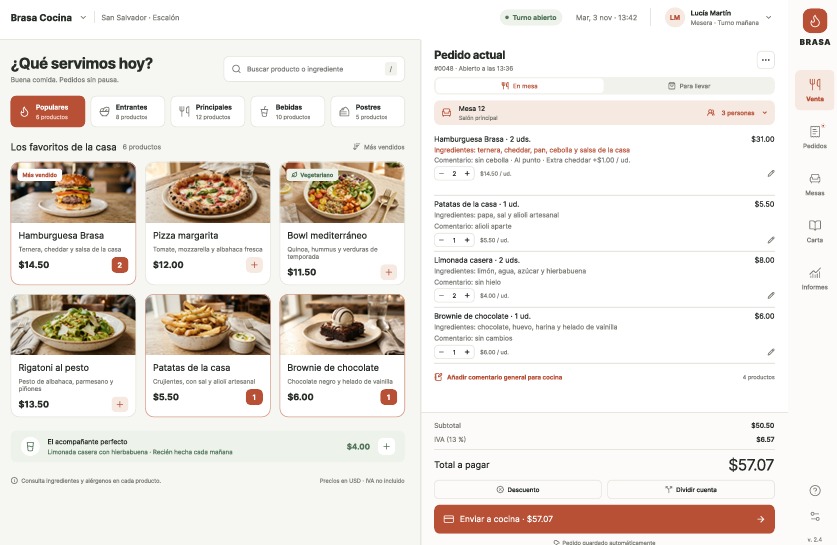 Brasa Cocina
San Salvador · Escalón
Turno abierto
Mar, 3 nov · 13:42
LM
Lucía Martín
Mesera · Turno mañana
BRASA
¿Qué servimos hoy?
Buena comida. Pedidos sin pausa.
Buscar producto o ingrediente
/
Populares
6 productos
Entrantes
8 productos
Principales
12 productos
Bebidas
10 productos
Postres
5 productos
Los favoritos de la casa 6 productos
Más vendidos
Más vendido
Hamburguesa Brasa
Ternera, cheddar y salsa de la casa
$14.50
2
Pizza margarita
Tomate, mozzarella y albahaca fresca
$12.00
+
Vegetariano
Bowl mediterráneo
Quinoa, hummus y verduras de
temporada
$11.50
+
Rigatoni al pesto
Pesto de albahaca, parmesano y
piñones
$13.50
+
Patatas de la casa
Crujientes, con sal y alioli artesanal
$5.50
1
Brownie de chocolate
Chocolate negro y helado de vainilla
$6.00
1
El acompañante perfecto
Limonada casera con hierbabuena · Recién hecha cada mañana
$4.00
+
Consulta ingredientes y alérgenos en cada producto.
Precios en USD · IVA no incluido
Pedido actual
#0048 · Abierto a las 13:36
...
En mesa
Para llevar
Mesa 12
Salón principal
3 personas
Hamburguesa Brasa · 2 uds.
$31.00
Ingredientes: ternera, cheddar, pan, cebolla y salsa de la casa
Comentario: sin cebolla · Al punto · Extra cheddar +$1.00 / ud.
− 2 + $14.50 / ud.
Patatas de la casa · 1 ud.
$5.50
Ingredientes: papa, sal y alioli artesanal
Comentario: alioli aparte
− 1 + $5.50 / ud.
Limonada casera · 2 uds.
$8.00
Ingredientes: limón, agua, azúcar y hierbabuena
Comentario: sin hielo
− 2 + $4.00 / ud.
Brownie de chocolate · 1 ud.
$6.00
Ingredientes: chocolate, huevo, harina y helado de vainilla
Comentario: sin cambios
− 1 + $6.00 / ud.
Añadir comentario general para cocina
4 productos
Subtotal
$50.50
IVA (13 %)
$6.57
Total a pagar
$57.07
Descuento
Dividir cuenta
Enviar a cocina · $57.07
Pedido guardado automáticamente
Venta
Pedidos
Mesas
Carta
Informes
v. 2.4